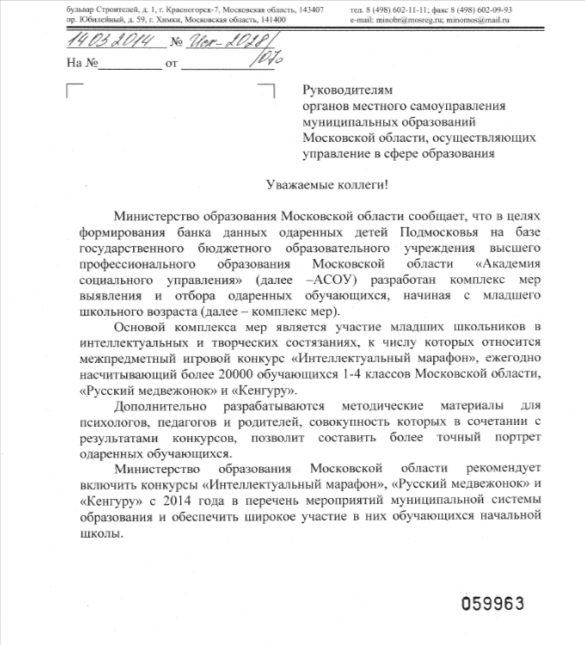 бульвар Строителей, д. 1, г. Красногорск-7, Московская область, 143407
тел. 8 (498) 602-11-11; факс 8 (498) 602-09-93
пр. Юбилейный, д. 59, г. Химки, Московская область, 141400
e-mail: minobr@mosreg.ru; minomos@mail.ru
14.03.2014 № Исх-2028/07о
На №__________ от ______________
Руководителям
органов местного самоуправления
муниципальных образований
Московской области, осуществляющих
управление в сфере образования
Уважаемые коллеги!
Министерство образования Московской области сообщает, что в целях
формирования банка данных одаренных детей Подмосковья на базе
государственного бюджетного образовательного учреждения высшего
профессионального образования Московской области «Академия
социального управления» (далее –АСОУ) разработан комплекс мер
выявления и отбора одаренных обучающихся, начиная с младшего
школьного возраста (далее – комплекс мер).
Основой комплекса мер является участие младших школьников в
интеллектуальных и творческих состязаниях, к числу которых относится
межпредметный игровой конкурс «Интеллектуальный марафон», ежегодно
насчитывающий более 20000 обучающихся 1-4 классов Московской области,
«Русский медвежонок» и «Кенгуру».
Дополнительно разрабатываются методические материалы для
психологов, педагогов и родителей, совокупность которых в сочетании с
результатами конкурсов, позволит составить более точный портрет
одаренных обучающихся.
Министерство образования Московской области рекомендует
включить конкурсы «Интеллектуальный марафон», «Русский медвежонок» и
«Кенгуру» с 2014 года в перечень мероприятий муниципальной системы
образования и обеспечить широкое участие в них обучающихся начальной
школы.
059963